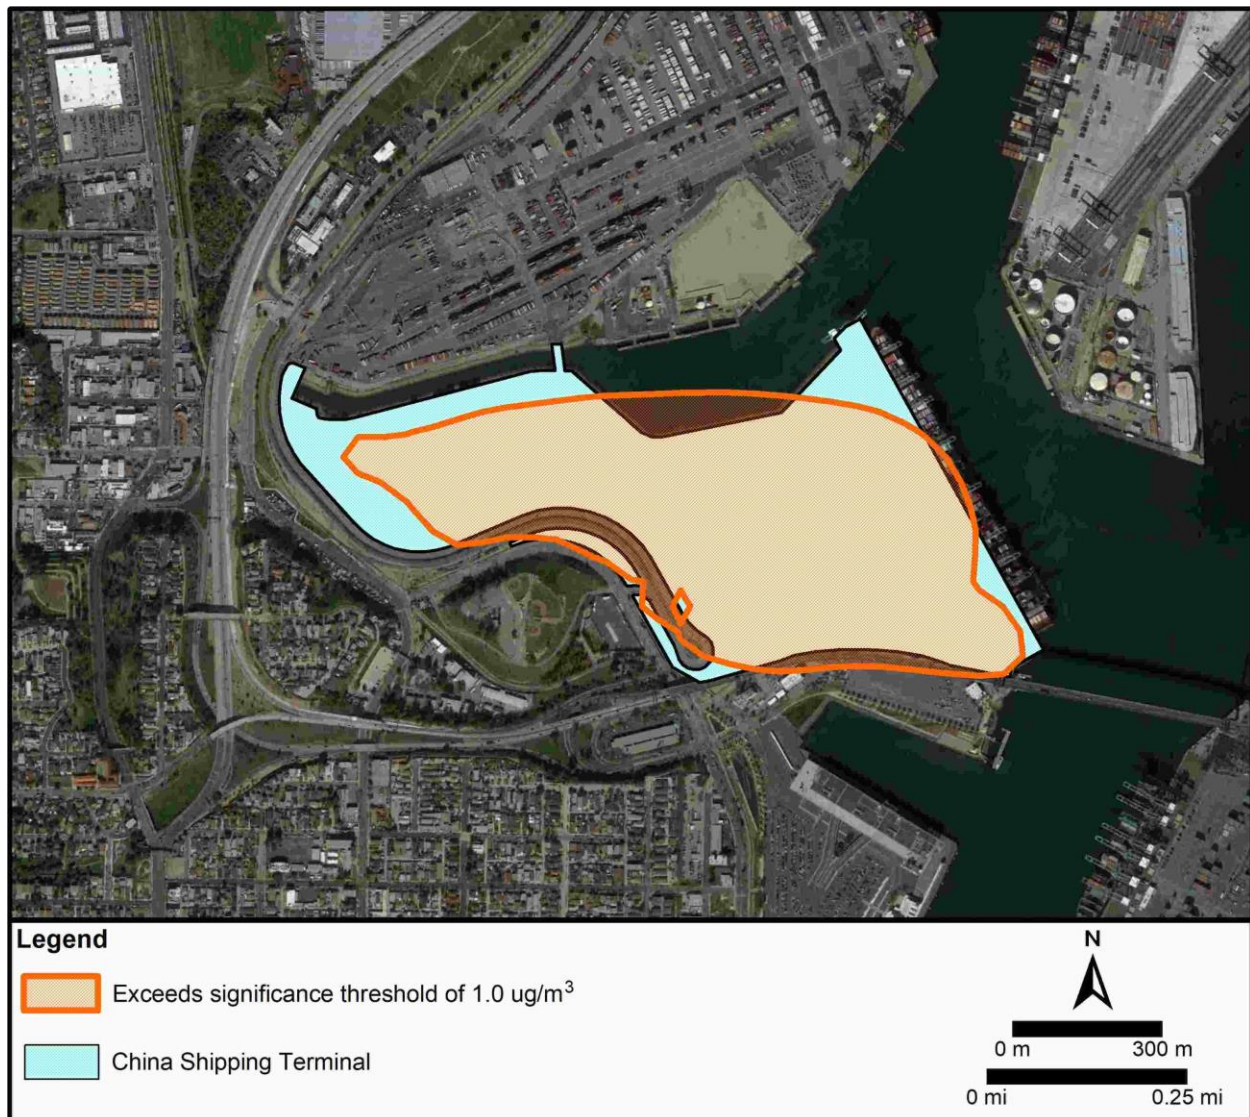 Legend
Exceeds significance threshold of 1.0 ug/m³
China Shipping Terminal
N
0 m 300 m
0 mi 0.25 mi